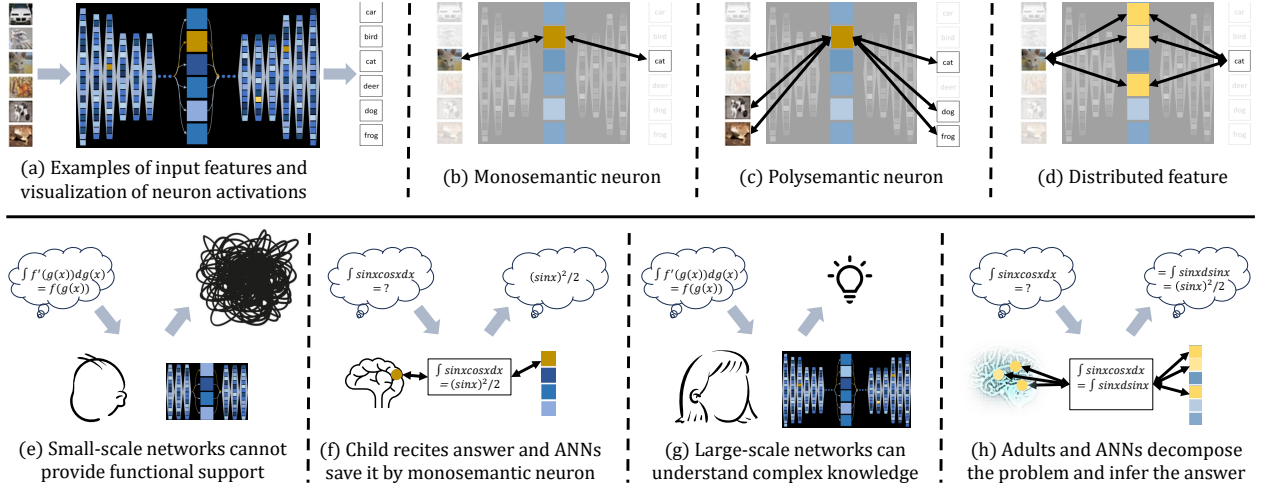 car
bird
cat
deer
dog
frog
(a) Examples of input features and
visualization of neuron activations
car
bird
cat
deer
dog
frog
(b) Monosemantic neuron
car
bird
cat
deer
dog
frog
(c) Polysemantic neuron
car
bird
cat
deer
dog
frog
(d) Distributed feature
∫ f′(g(x))dg(x)
= f(g(x))
(e) Small-scale networks cannot
provide functional support
∫ sinxcosxdx
= ?
(sinx)²/2
∫ sinxcosxdx
= (sinx)²/2
(f) Child recites answer and ANNs
save it by monosemantic neuron
∫ f′(g(x))dg(x)
= f(g(x))
(g) Large-scale networks can
understand complex knowledge
∫ sinxcosxdx
= ?
= ∫ sinxdsinx
= (sinx)²/2
∫ sinxcosxdx
= ∫ sinxdsinx
(h) Adults and ANNs decompose
the problem and infer the answer